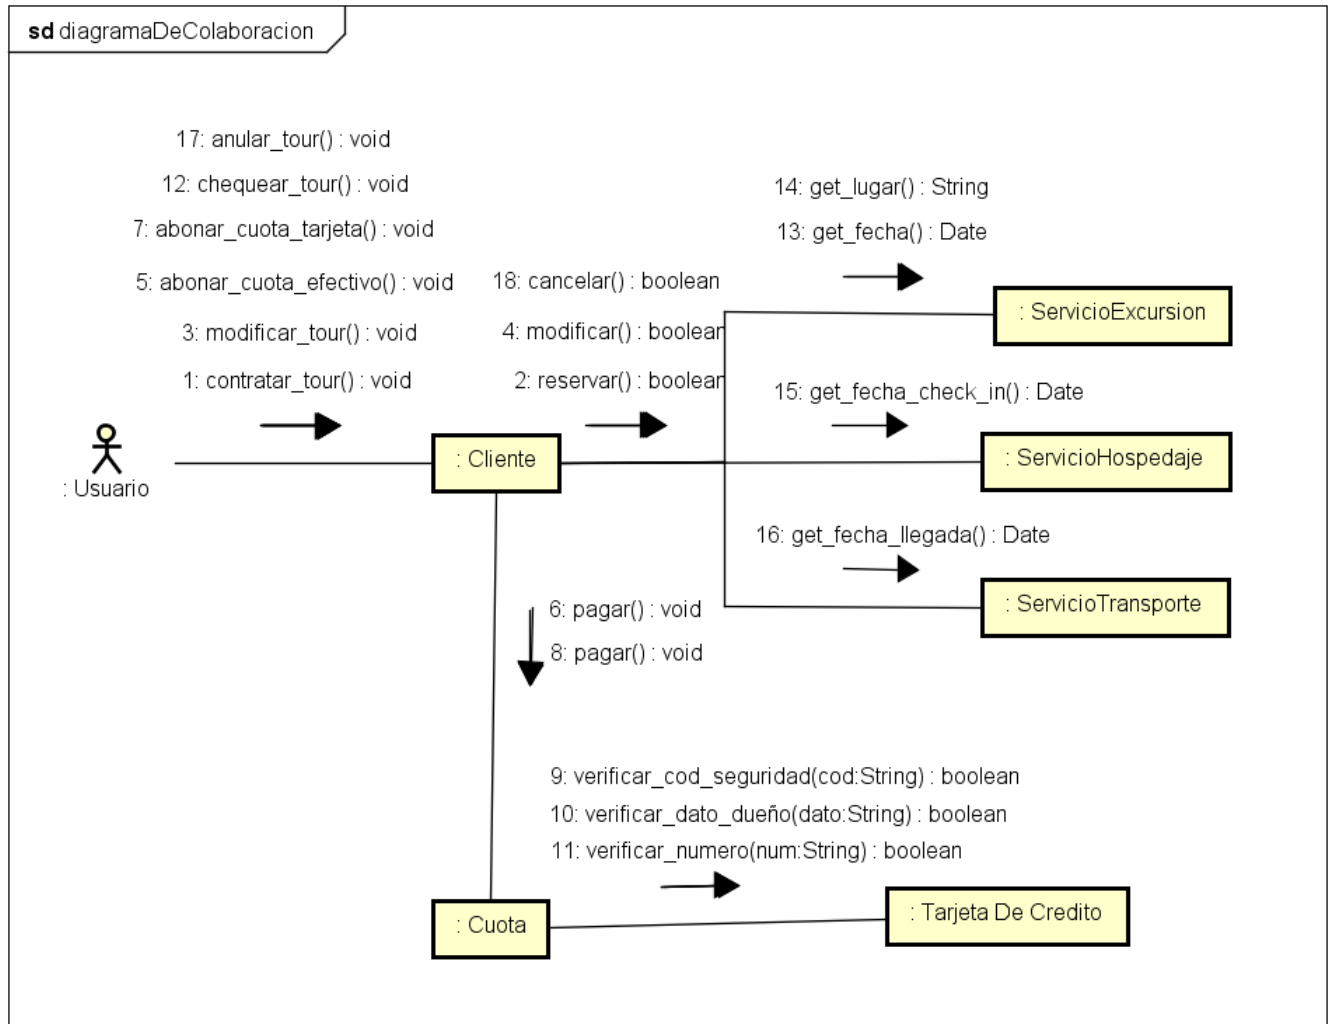 sd diagramaDeColaboracion
17: anular_tour() : void
12: chequear_tour() : void
7: abonar_cuota_tarjeta() : void
5: abonar_cuota_efectivo() : void
3: modificar_tour() : void
1: contratar_tour() : void
18: cancelar() : boolean
4: modificar() : boolean
2: reservar() : boolean
14: get_lugar() : String
13: get_fecha() : Date
: ServicioExcursion
15: get_fecha_check_in() : Date
: Usuario
: Cliente
: ServicioHospedaje
16: get_fecha_llegada() : Date
: ServicioTransporte
6: pagar() : void
8: pagar() : void
9: verificar_cod_seguridad(cod:String) : boolean
10: verificar_dato_dueño(dato:String) : boolean
11: verificar_numero(num:String) : boolean
: Cuota
: Tarjeta De Credito